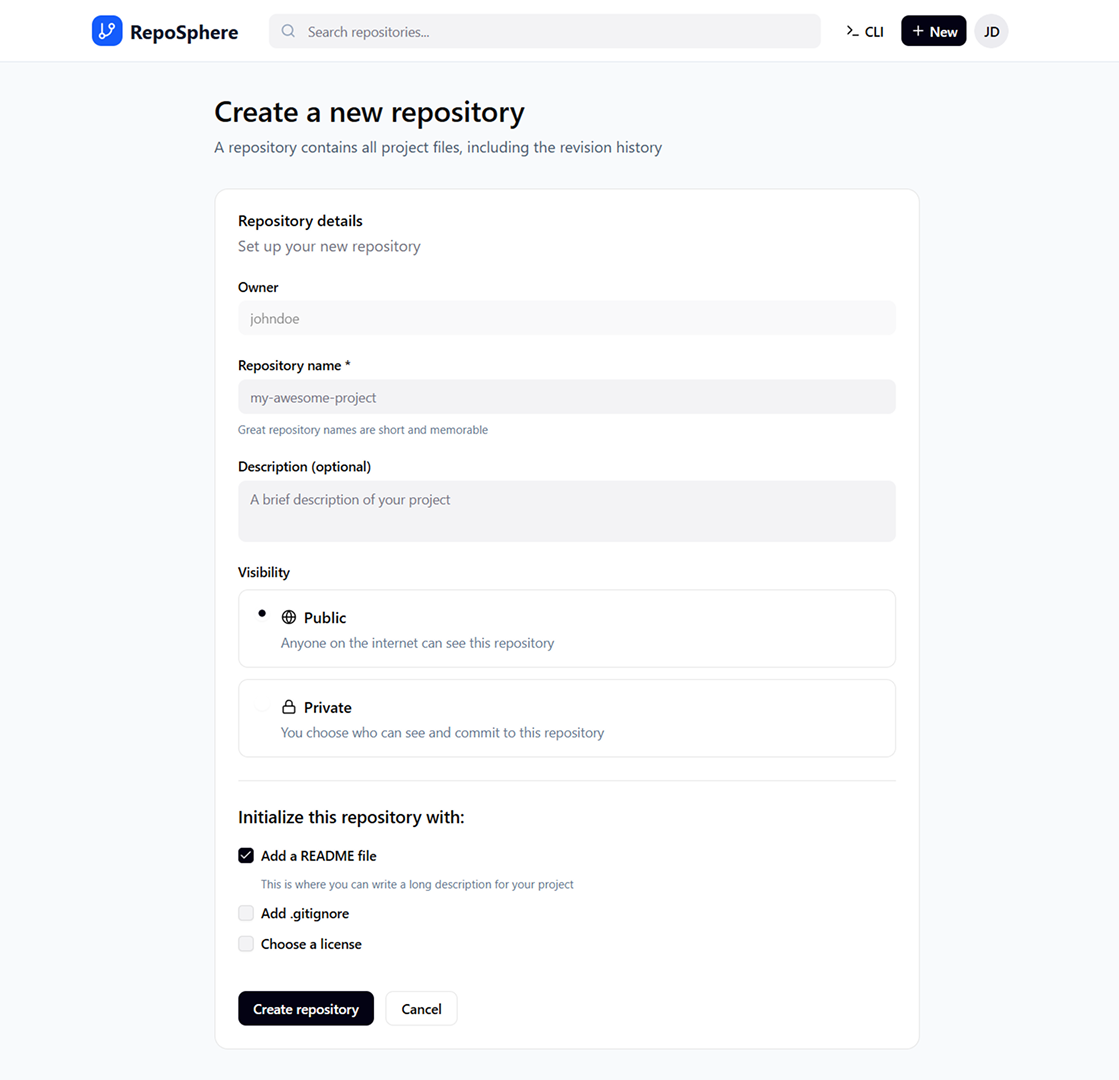 RepoSphere
Search repositories...
>_ CLI
+ New
JD
Create a new repository
A repository contains all project files, including the revision history
Repository details
Set up your new repository
Owner
johndoe
Repository name *
my-awesome-project
Great repository names are short and memorable
Description (optional)
A brief description of your project
Visibility
Public
Anyone on the internet can see this repository
Private
You choose who can see and commit to this repository
Initialize this repository with:
Add a README file
This is where you can write a long description for your project
Add .gitignore
Choose a license
Create repository
Cancel